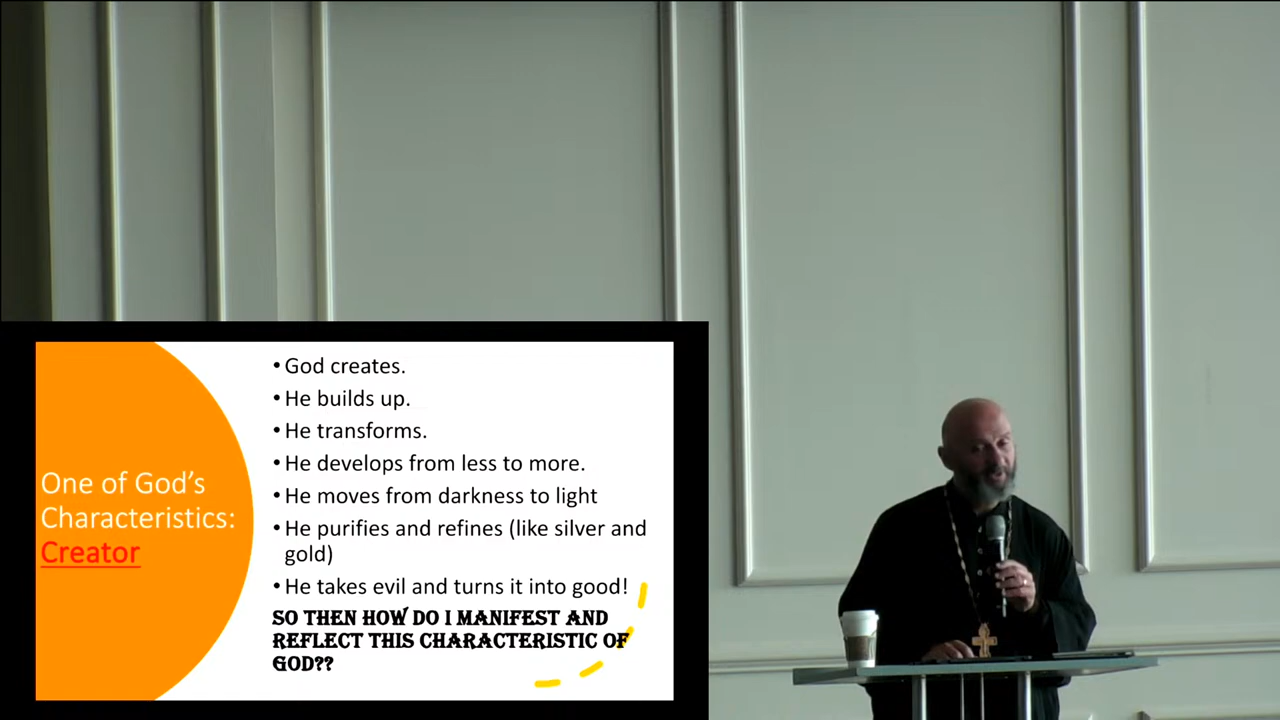 One of God's
Characteristics:
Creator
• God creates.
• He builds up.
• He transforms.
• He develops from less to more.
• He moves from darkness to light
• He purifies and refines (like silver and
gold)
• He takes evil and turns it into good!
SO THEN HOW DO I MANIFEST AND
REFLECT THIS CHARACTERISTIC OF
GOD??